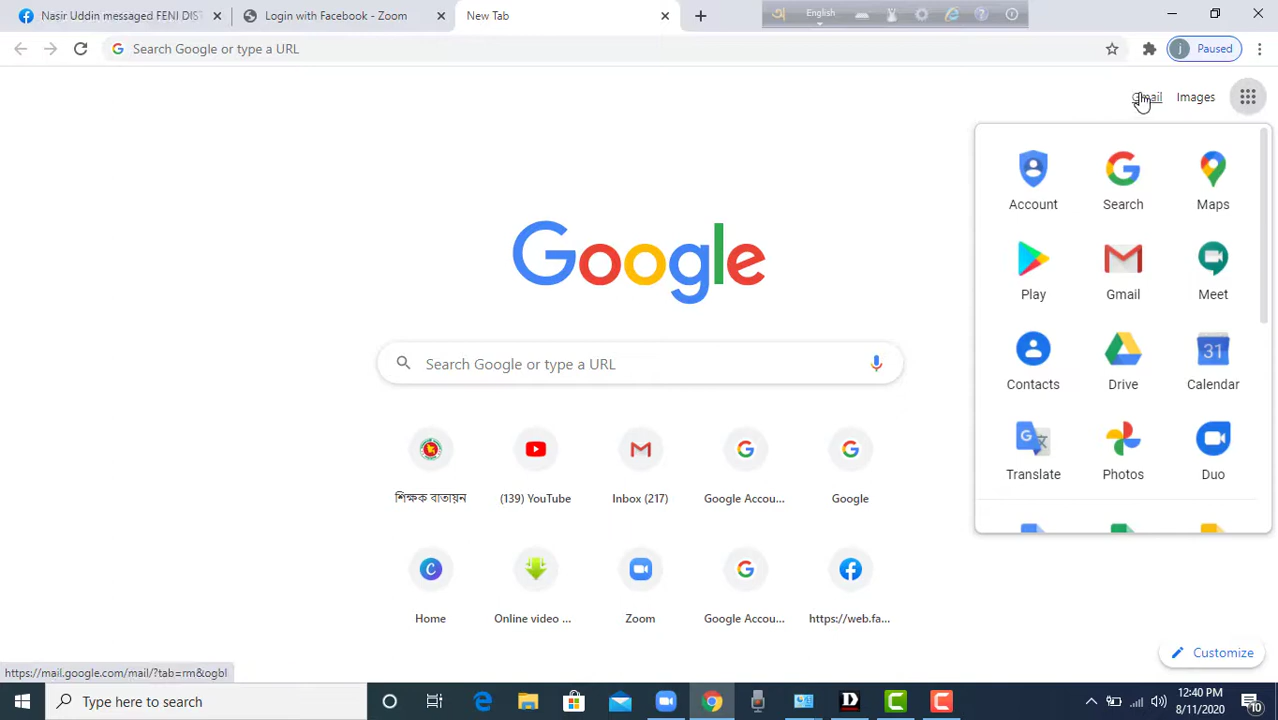 Nasir Uddin messaged FENI DIST
Login with Facebook - Zoom
New Tab
অ
English
Search Google or type a URL
j
Paused
Gmail
Images
Account
Search
Maps
Play
Gmail
Meet
Contacts
Drive
31
Calendar
Translate
Photos
Duo
Google
Search Google or type a URL
শিক্ষক বাতায়ন
(139) YouTube
Inbox (217)
Google Accou...
Google
Home
Online video ...
Zoom
Google Accou...
https://web.fa...
Customize
https://mail.google.com/mail/?tab=rm&ogbl
Type here to search
12:40 PM
8/11/2020
10